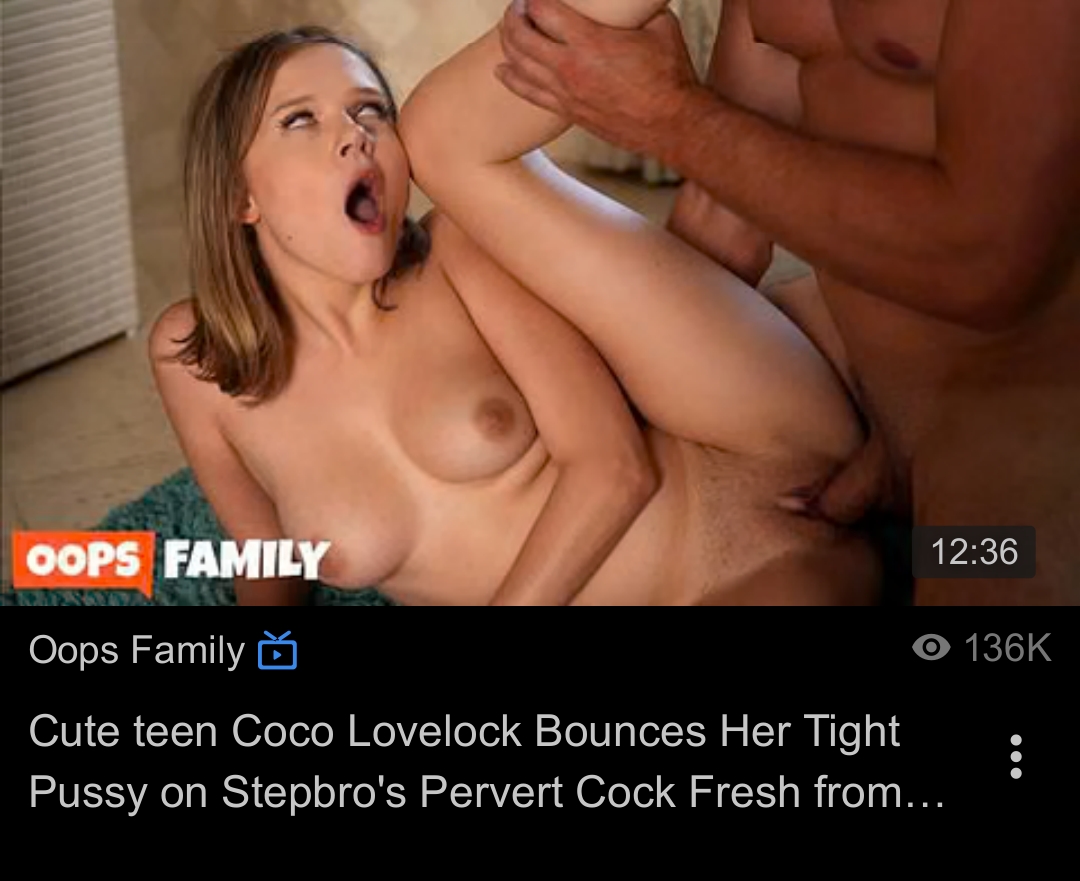 OOPS FAMILY
12:36
Oops Family
136K
Cute teen Coco Lovelock Bounces Her Tight
Pussy on Stepbro's Pervert Cock Fresh from…